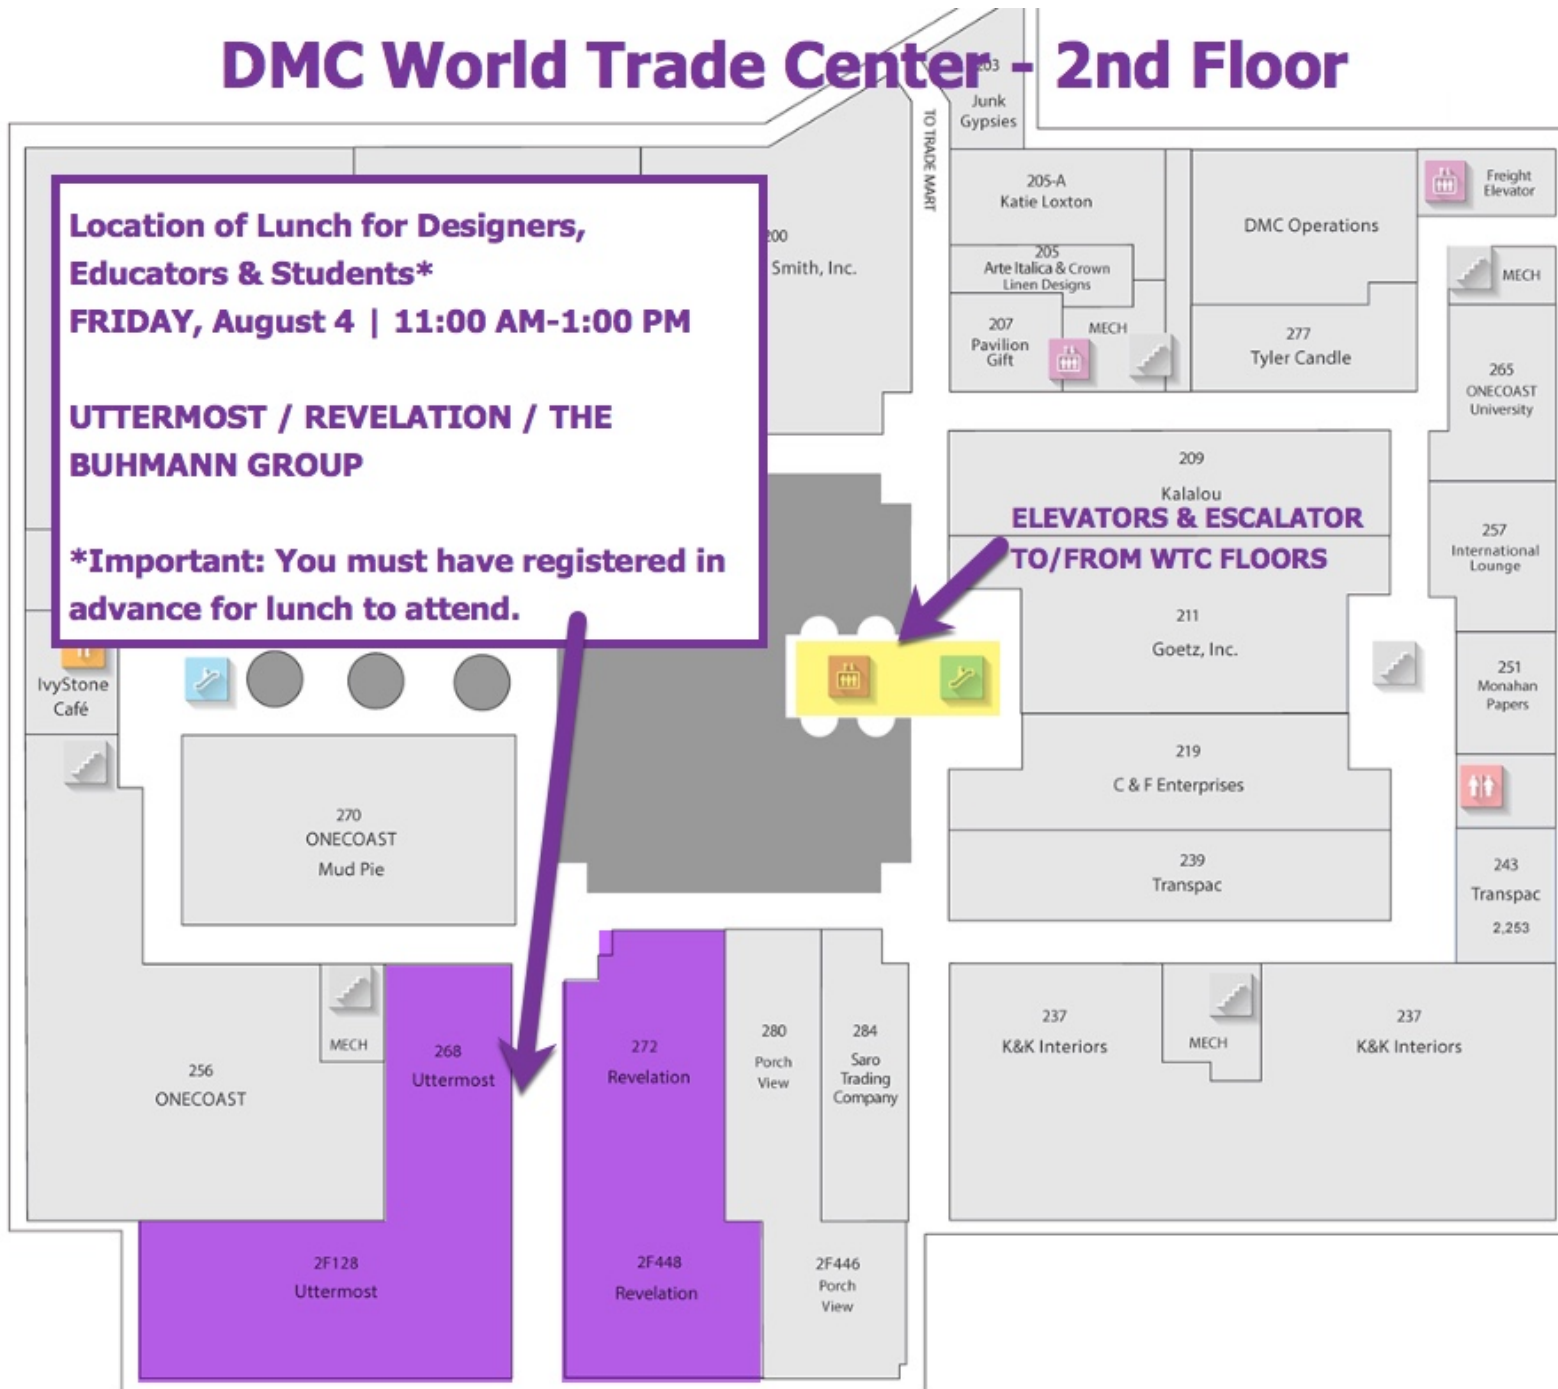 DMC World Trade Center - 2nd Floor
203
Junk
Gypsies
TO TRADE MART
Location of Lunch for Designers,
Educators & Students*
FRIDAY, August 4 | 11:00 AM-1:00 PM
UTTERMOST / REVELATION / THE
BUHMANN GROUP
*Important: You must have registered in
advance for lunch to attend.
200
Smith, Inc.
205-A
Katie Loxton
205
Arte Italica & Crown
Linen Designs
207
Pavilion
Gift
MECH
DMC Operations
277
Tyler Candle
Freight
Elevator
MECH
265
ONECOAST
University
209
Kalalou
ELEVATORS & ESCALATOR
TO/FROM WTC FLOORS
257
International
Lounge
211
Goetz, Inc.
251
Monahan
Papers
IvyStone
Café
219
C & F Enterprises
270
ONECOAST
Mud Pie
239
Transpac
243
Transpac
2,253
MECH
256
ONECOAST
268
Uttermost
272
Revelation
280
Porch
View
284
Saro
Trading
Company
237
K&K Interiors
MECH
237
K&K Interiors
2F128
Uttermost
2F448
Revelation
2F446
Porch
View